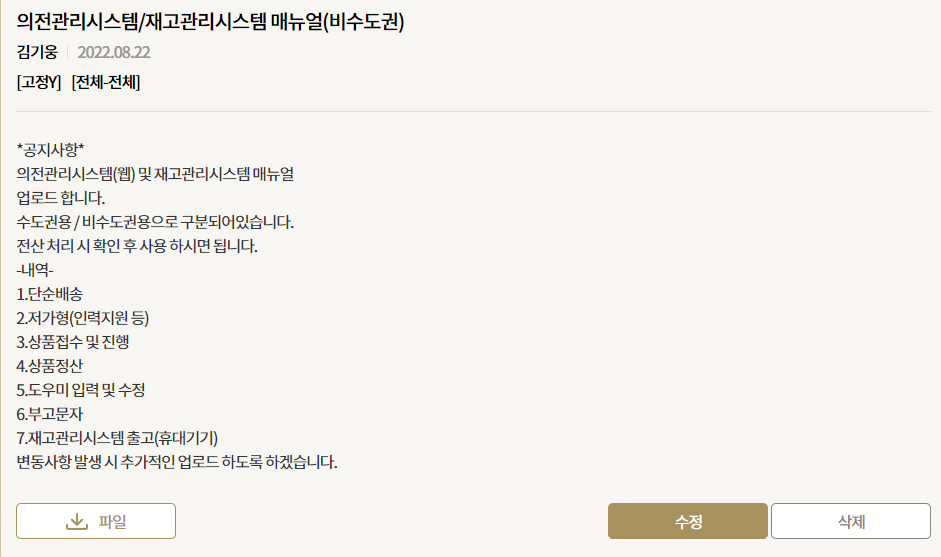 의전관리시스템/재고관리시스템 매뉴얼(비수도권)
김기웅 2022.08.22
[고정Y] [전체-전체]
*공지사항*
의전관리시스템(웹) 및 재고관리시스템 매뉴얼
업로드 합니다.
수도권용 / 비수도권용으로 구분되어있습니다.
전산 처리 시 확인 후 사용 하시면 됩니다.
-내역-
1.단순배송
2.저가형(인력지원 등)
3.상품접수 및 진행
4.상품정산
5.도우미 입력 및 수정
6.부고문자
7.재고관리시스템 출고(휴대기기)
변동사항 발생 시 추가적인 업로드 하도록 하겠습니다.
파일 수정 삭제